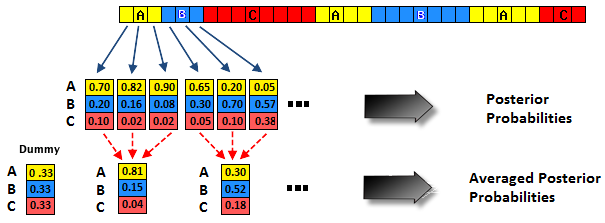 A B C A B A C
A 0.70 0.82 0.90 0.65 0.20 0.05
B 0.20 0.16 0.08 0.30 0.70 0.57
C 0.10 0.02 0.02 0.05 0.10 0.38
Posterior
Probabilities
Dummy
A 0.33 A 0.81 0.30
B 0.33 B 0.15 0.52
C 0.33 C 0.04 0.18
Averaged Posterior
Probabilities